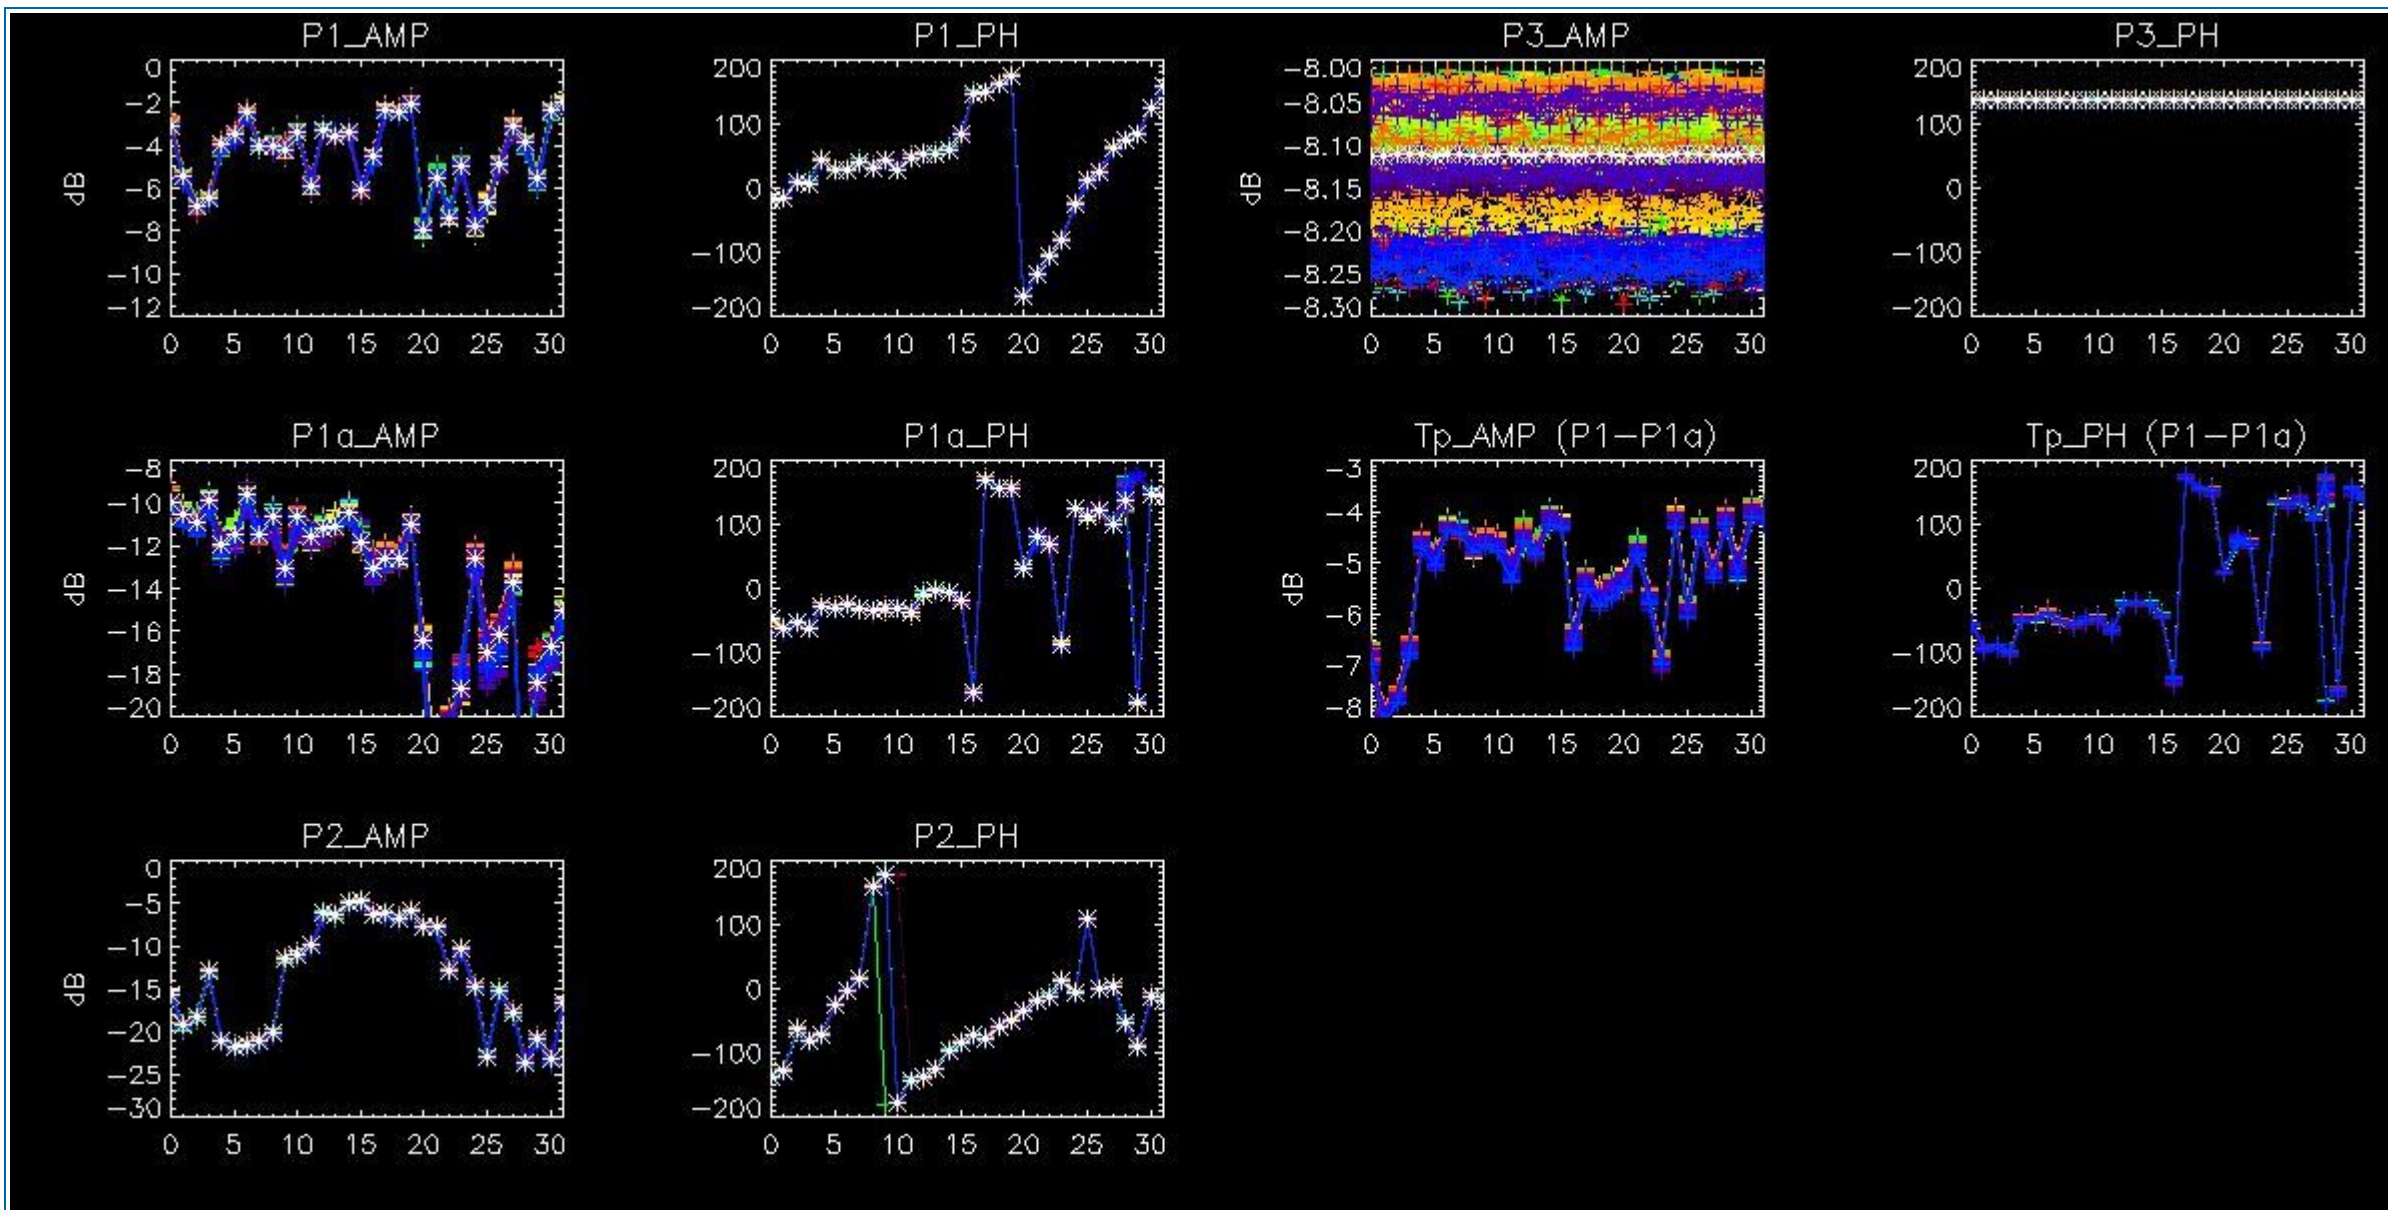 P1_AMP
0
−2
−4
−6
−8
−10
−12
dB
0 5 10 15 20 25 30
P1_PH
200
100
0
−100
−200
0 5 10 15 20 25 30
P3_AMP
−8.00
−8.05
−8.10
−8.15
−8.20
−8.25
−8.30
dB
0 5 10 15 20 25 30
P3_PH
200
100
0
−100
−200
0 5 10 15 20 25 30
P1a_AMP
−8
−10
−12
−14
−16
−18
−20
dB
0 5 10 15 20 25 30
P1a_PH
200
100
0
−100
−200
0 5 10 15 20 25 30
Tp_AMP (P1−P1a)
−3
−4
−5
−6
−7
−8
dB
0 5 10 15 20 25 30
Tp_PH (P1−P1a)
200
100
0
−100
−200
0 5 10 15 20 25 30
P2_AMP
0
−5
−10
−15
−20
−25
−30
dB
0 5 10 15 20 25 30
P2_PH
200
100
0
−100
−200
0 5 10 15 20 25 30